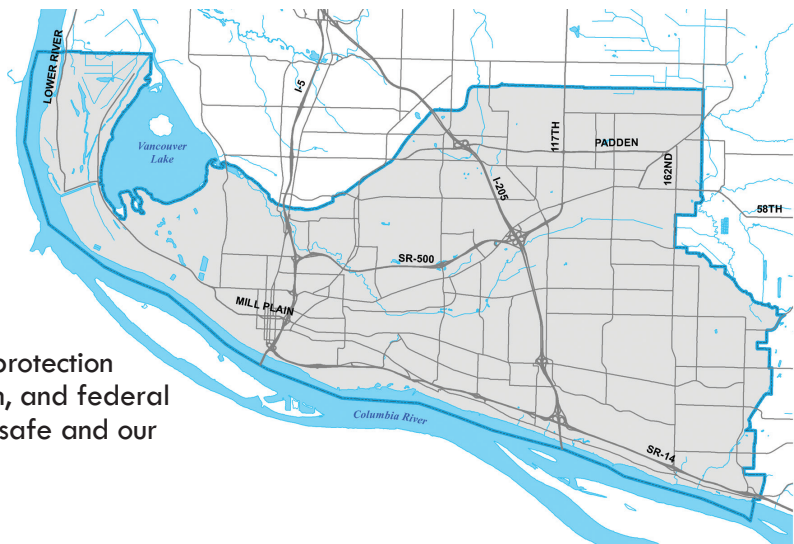 LOWER RIVER
I-5
Vancouver
Lake
117TH
PADDEN
162ND
I-205
58TH
SR-500
MILL PLAIN
protection
n, and federal
safe and our
Columbia River
SR-14